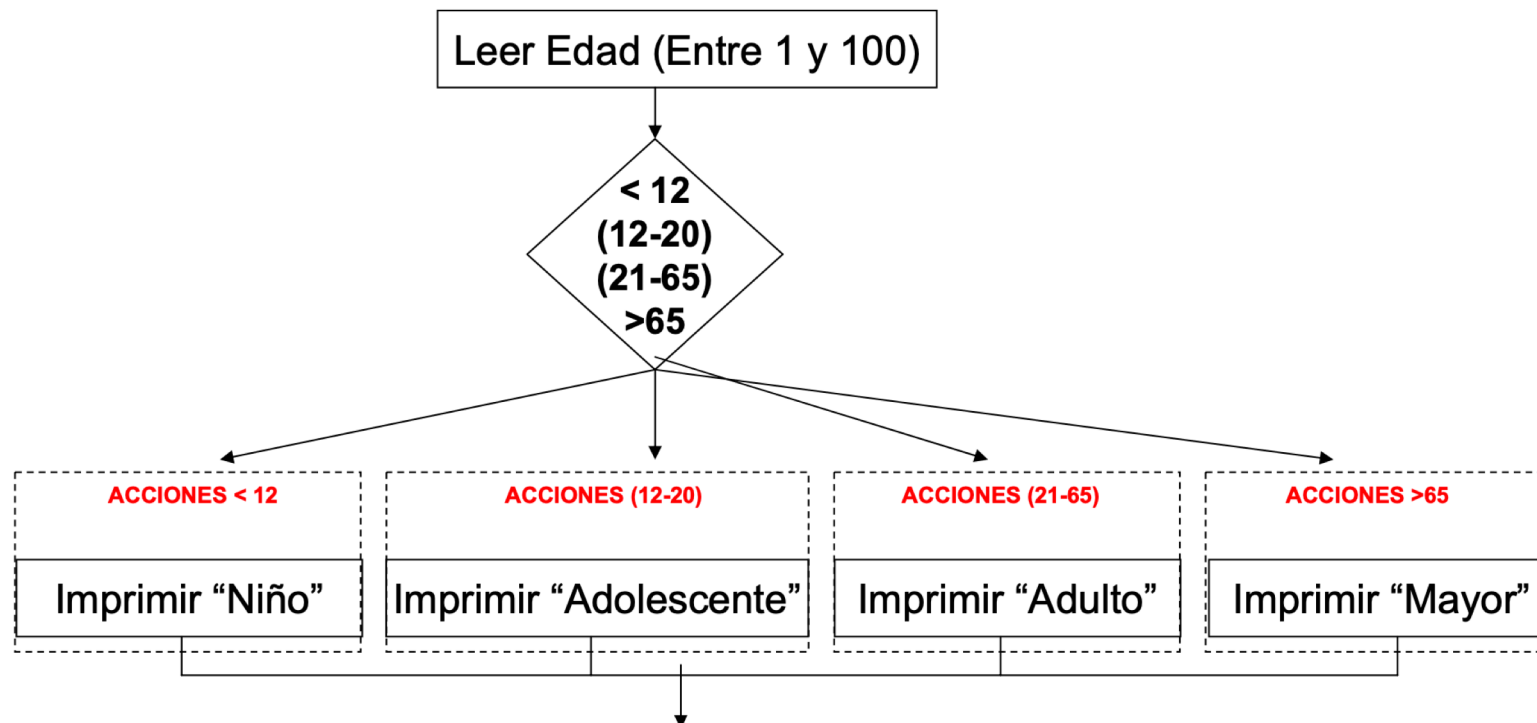 Leer Edad (Entre 1 y 100)
< 12
(12-20)
(21-65)
>65
ACCIONES < 12
ACCIONES (12-20)
ACCIONES (21-65)
ACCIONES >65
Imprimir “Niño”
Imprimir “Adolescente”
Imprimir “Adulto”
Imprimir “Mayor”